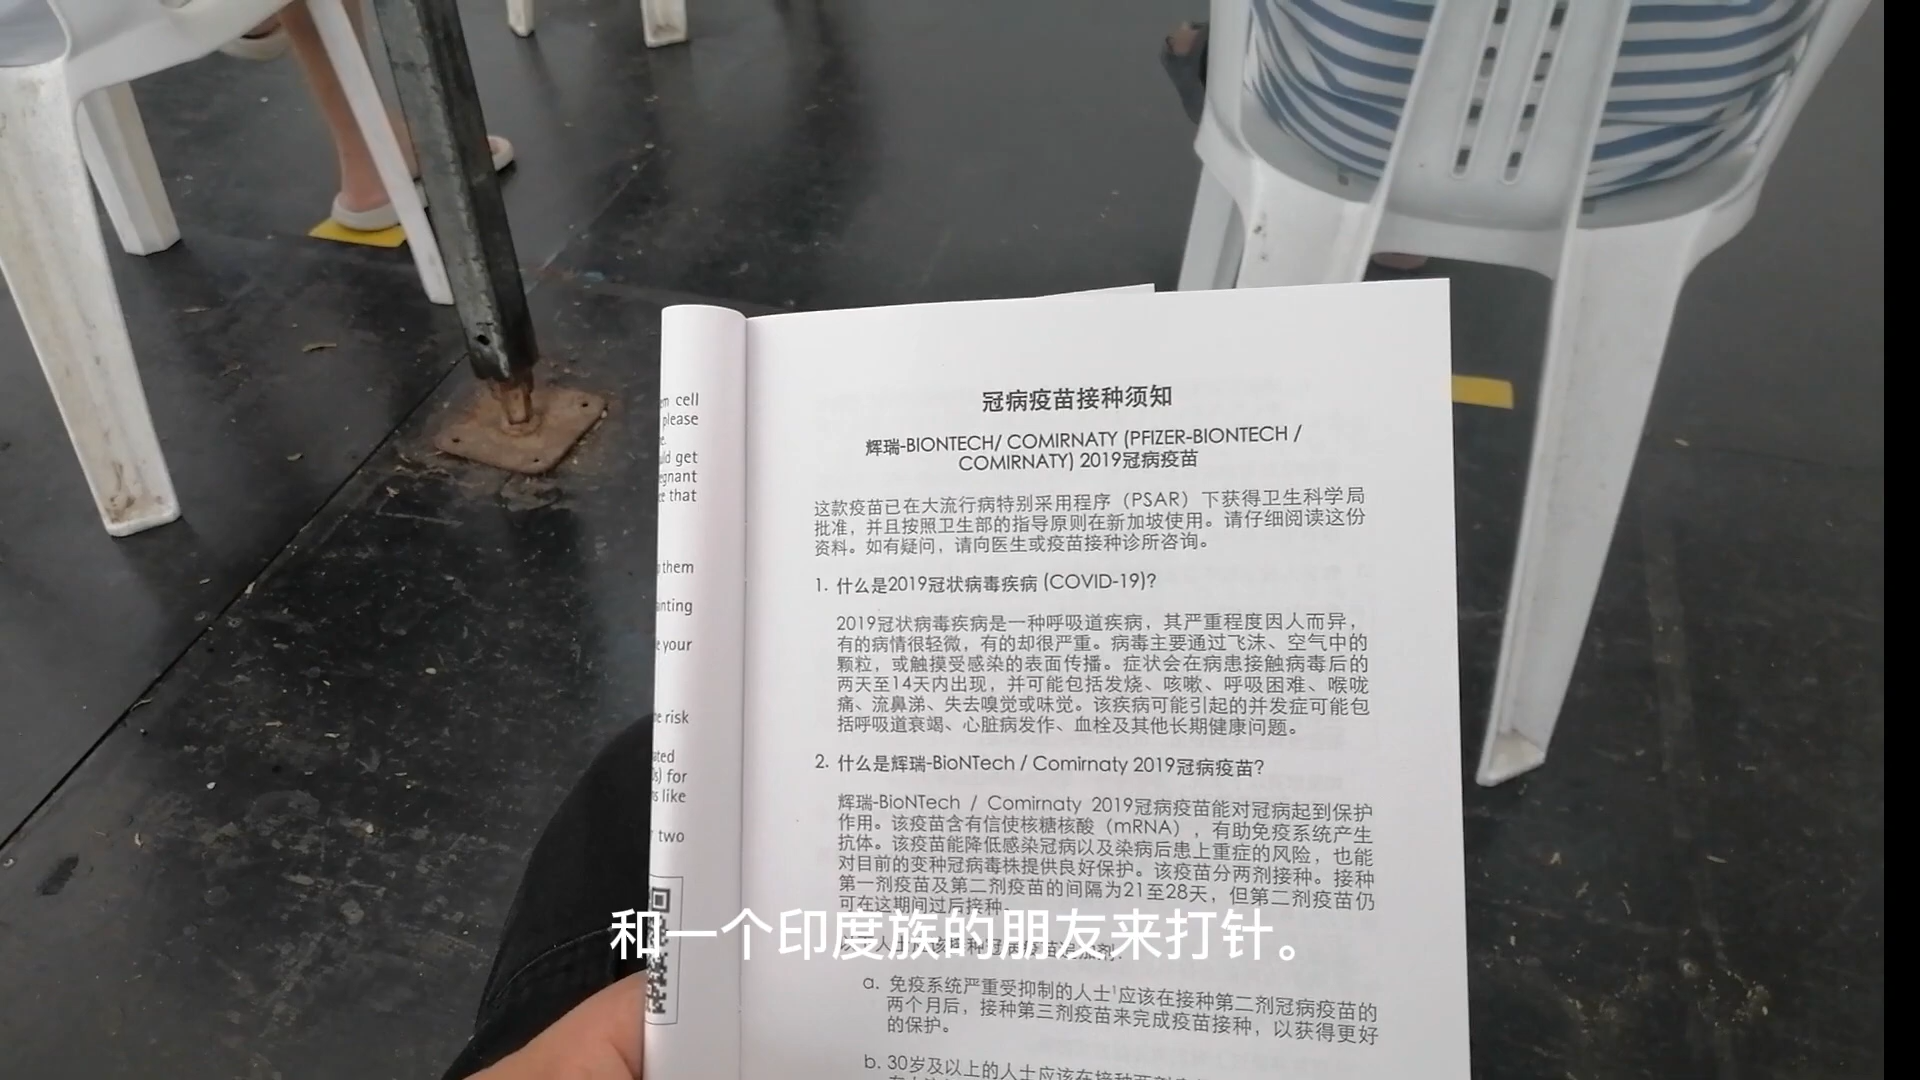 em cell
please
e.
uld get
egnant
that
them
anting
e your
risk
ated
for
like
two
冠病疫苗接种须知
辉瑞-BIONTECH/ COMIRNATY (PFIZER-BIONTECH /
COMIRNATY) 2019冠病疫苗
这款疫苗已在大流行病特别采用程序（PSAR）下获得卫生科学局
批准，并且按照卫生部的指导原则在新加坡使用。请仔细阅读这份
资料。如有疑问，请向医生或疫苗接种诊所咨询。
1. 什么是2019冠状病毒疾病 (COVID-19)?
2019冠状病毒疾病是一种呼吸道疾病，其严重程度因人而异，
有的病情很轻微，有的却很严重。病毒主要通过飞沫、空气中的
颗粒，或触摸受感染的表面传播。症状会在病患接触病毒后的
两天至14天内出现，并可能包括发烧、咳嗽、呼吸困难、喉咙
痛、流鼻涕、失去嗅觉或味觉。该疾病可能引起的并发症可能包
括呼吸道衰竭、心脏病发作、血栓及其他长期健康问题。
2. 什么是辉瑞-BioNTech / Comirnaty 2019冠病疫苗?
辉瑞-BioNTech / Comirnaty 2019冠病疫苗能对冠病起到保护
作用。该疫苗含有信使核糖核酸（mRNA），有助免疫系统产生
抗体。该疫苗能降低感染冠病以及染病后患上重症的风险，也能
对目前的变种冠病毒株提供良好保护。该疫苗分两剂接种。接种
第一剂疫苗及第二剂疫苗的间隔为21至28天，但第二剂疫苗仍
可在这期间过后接种。
和一个印度族的朋友来打针。
a. 免疫系统严重受抑制的人士¹应该在接种第二剂冠病疫苗的
两个月后，接种第三剂疫苗来完成疫苗接种，以获得更好
的保护。
b. 30岁及以上的人士应该在接种两剂